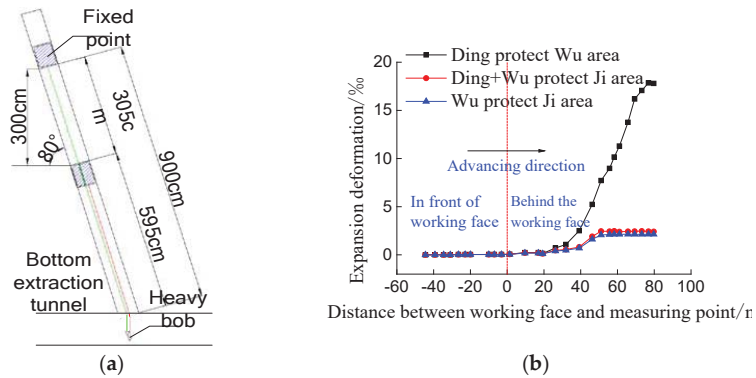 Fixed
point
300cm
80°
305c
m
900cm
595cm
Bottom
extraction
tunnel
Heavy
bob
(a)
Ding protect Wu area
Ding+Wu protect Ji area
Wu protect Ji area
Expansion deformation/‰
20
15
10
5
0
Advancing direction
In front of
working face
Behind the
working face
-60 -40 -20 0 20 40 60 80 100
Distance between working face and measuring point/m
(b)